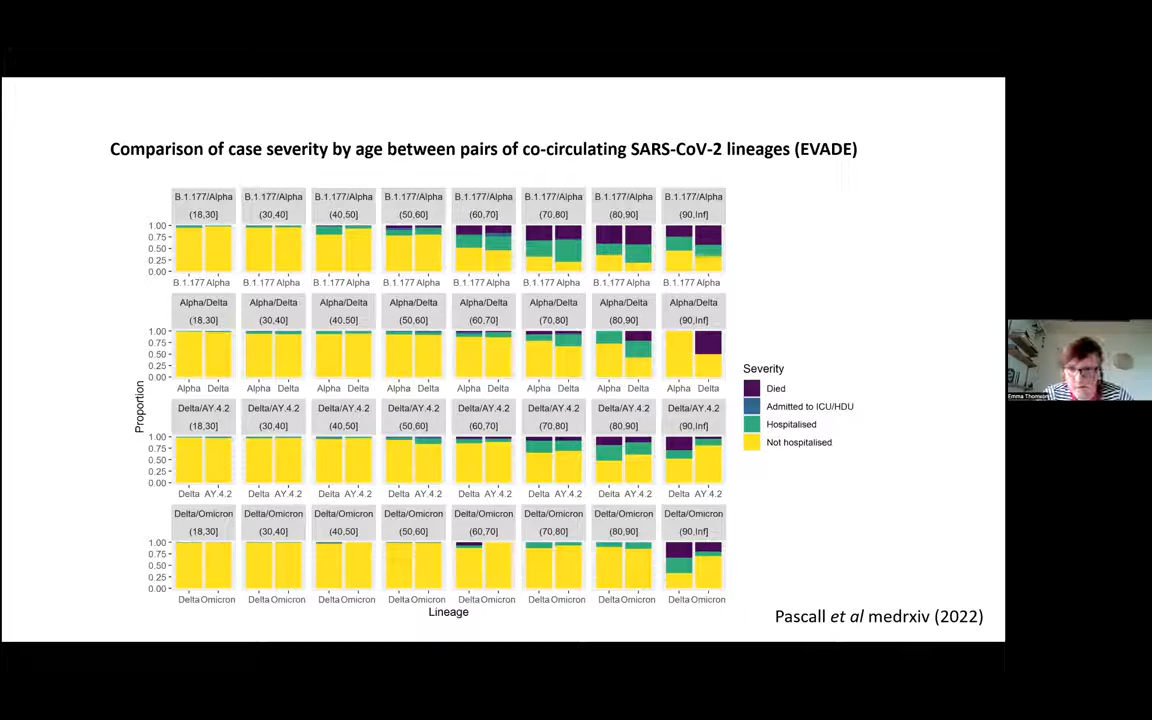 Comparison of case severity by age between pairs of co-circulating SARS-CoV-2 lineages (EVADE)
B.1.177/Alpha B.1.177/Alpha B.1.177/Alpha B.1.177/Alpha B.1.177/Alpha B.1.177/Alpha B.1.177/Alpha B.1.177/Alpha
(18,30] (30,40] (40,50] (50,60] (60,70] (70,80] (80,90] (90,Inf]
1.00
0.75
0.50
0.25
0.00
B.1.177 Alpha B.1.177 Alpha B.1.177 Alpha B.1.177 Alpha B.1.177 Alpha B.1.177 Alpha B.1.177 Alpha B.1.177 Alpha
Alpha/Delta Alpha/Delta Alpha/Delta Alpha/Delta Alpha/Delta Alpha/Delta Alpha/Delta Alpha/Delta
(18,30] (30,40] (40,50] (50,60] (60,70] (70,80] (80,90] (90,Inf]
1.00
0.75
0.50
0.25
0.00
Alpha Delta Alpha Delta Alpha Delta Alpha Delta Alpha Delta Alpha Delta Alpha Delta Alpha Delta
Delta/AY.4.2 Delta/AY.4.2 Delta/AY.4.2 Delta/AY.4.2 Delta/AY.4.2 Delta/AY.4.2 Delta/AY.4.2 Delta/AY.4.2
(18,30] (30,40] (40,50] (50,60] (60,70] (70,80] (80,90] (90,Inf]
1.00
0.75
0.50
0.25
0.00
Delta AY.4.2 Delta AY.4.2 Delta AY.4.2 Delta AY.4.2 Delta AY.4.2 Delta AY.4.2 Delta AY.4.2 Delta AY.4.2
Delta/Omicron Delta/Omicron Delta/Omicron Delta/Omicron Delta/Omicron Delta/Omicron Delta/Omicron Delta/Omicron
(18,30] (30,40] (40,50] (50,60] (60,70] (70,80] (80,90] (90,Inf]
1.00
0.75
0.50
0.25
0.00
Delta Omicron Delta Omicron Delta Omicron Delta Omicron Delta Omicron Delta Omicron Delta Omicron Delta Omicron
Proportion
Lineage
Severity
Died
Admitted to ICU/HDU
Hospitalised
Not hospitalised
Pascall et al medrxiv (2022)
Emma Thomson